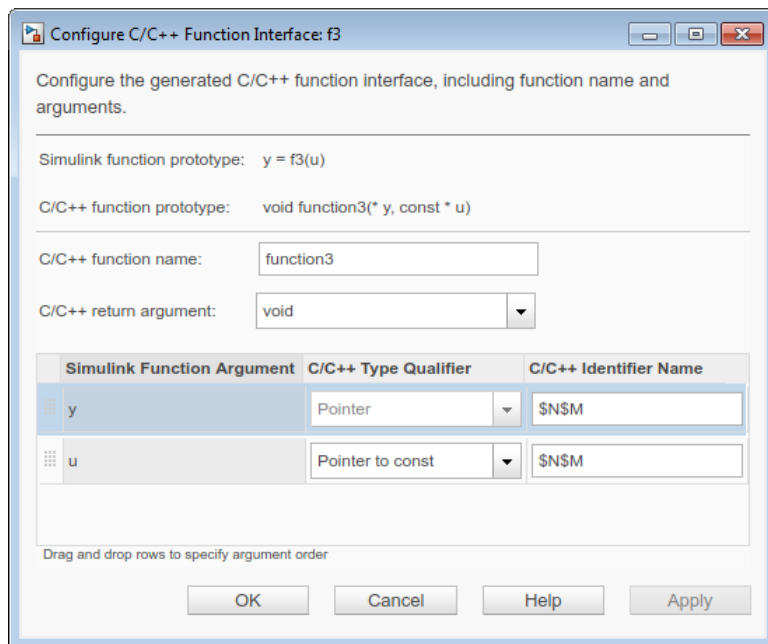 Configure C/C++ Function Interface: f3
Configure the generated C/C++ function interface, including function name and
arguments.
Simulink function prototype: y = f3(u)
C/C++ function prototype: void function3(* y, const * u)
C/C++ function name: function3
C/C++ return argument: void
Simulink Function Argument C/C++ Type Qualifier C/C++ Identifier Name
y Pointer $N$M
u Pointer to const $N$M
Drag and drop rows to specify argument order
OK Cancel Help Apply